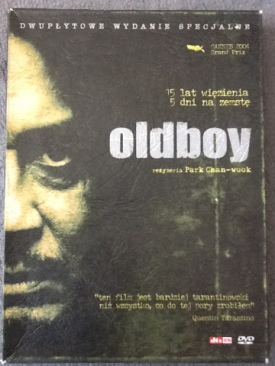 DWUPŁYTOWE WYDANIE SPECJALNE
CANNES 2004
Grand Prix
15 lat więzienia
5 dni na zemstę
oldboy
reżyseria Park Chan-wook
"ten film jest bardziej tarantinowski
niż wszystko, co do tej pory zrobiłem"
Quentin Tarantino
dts
DVD